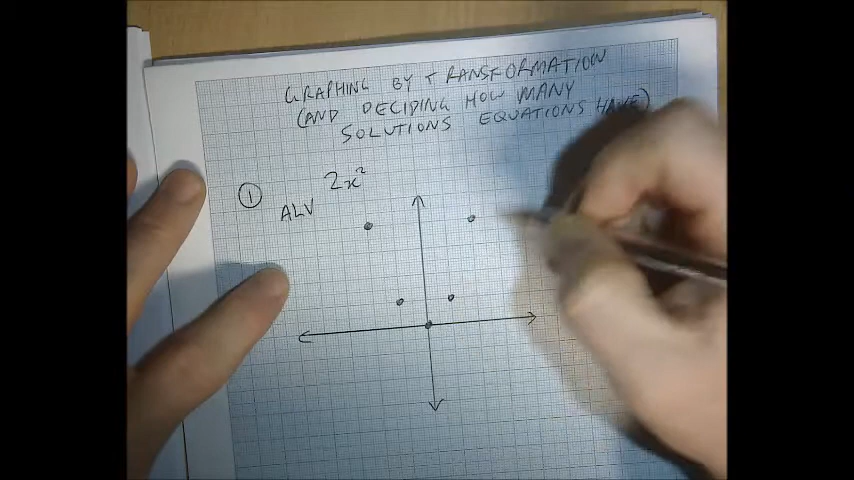 GRAPHING BY TRANSFORMATION
(AND DECIDING HOW MANY
SOLUTIONS EQUATIONS HAVE)
① 2x²
ALV